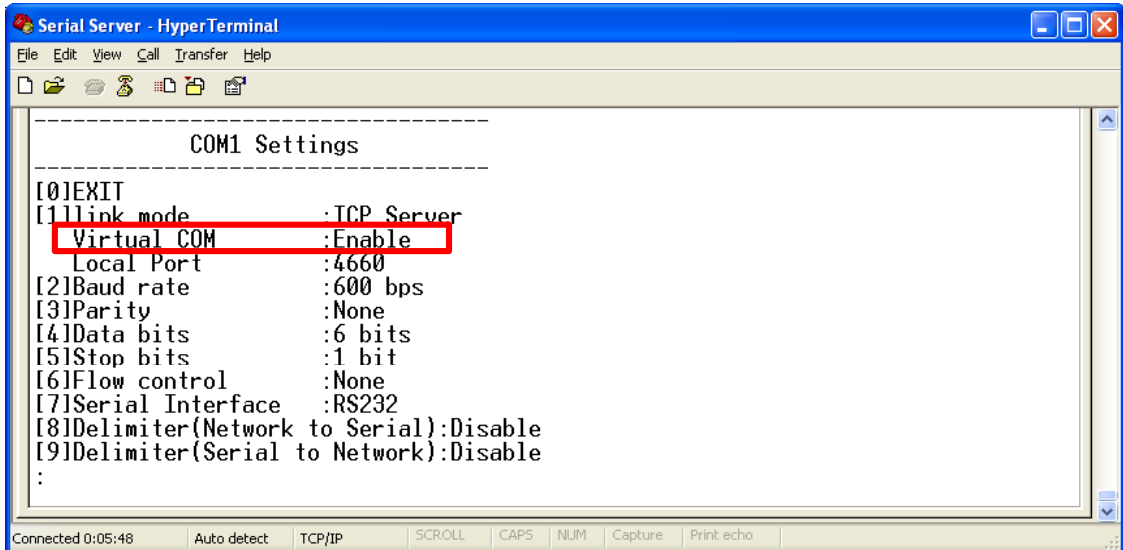 Serial Server - HyperTerminal
File Edit View Call Transfer Help
-----------------------------------
COM1 Settings
-----------------------------------
[0]EXIT
[1]link mode :TCP Server
Virtual COM :Enable
Local Port :4660
[2]Baud rate :600 bps
[3]Parity :None
[4]Data bits :6 bits
[5]Stop bits :1 bit
[6]Flow control :None
[7]Serial Interface :RS232
[8]Delimiter(Network to Serial):Disable
[9]Delimiter(Serial to Network):Disable
:
Connected 0:05:48 Auto detect TCP/IP SCROLL CAPS NUM Capture Print echo